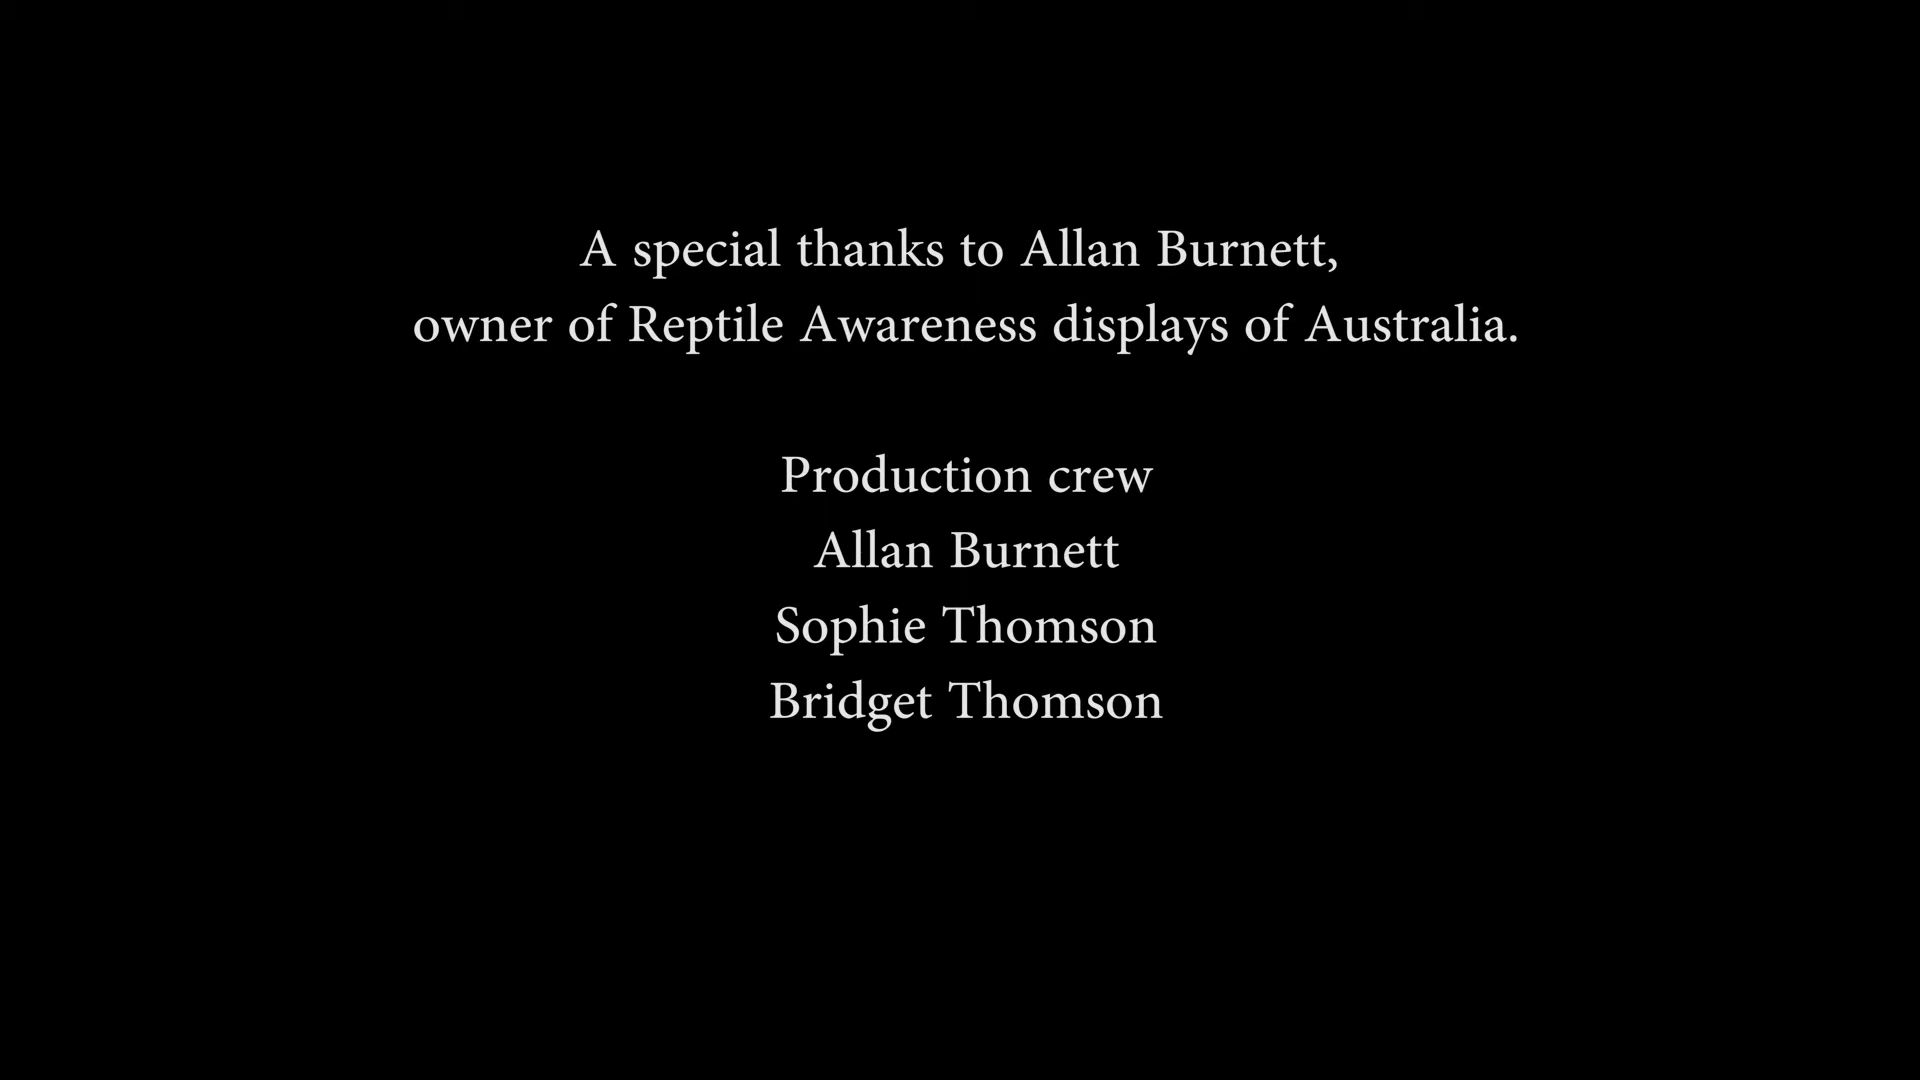 A special thanks to Allan Burnett,
owner of Reptile Awareness displays of Australia.
Production crew
Allan Burnett
Sophie Thomson
Bridget Thomson